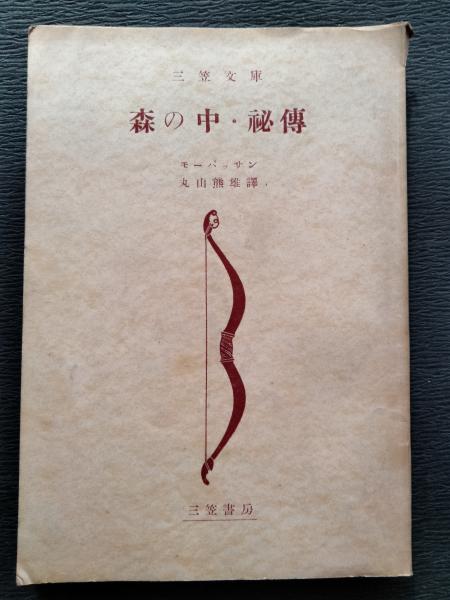 三笠文庫
森の中・祕傳
モーパッサン
丸山熊雄譯
三笠書房